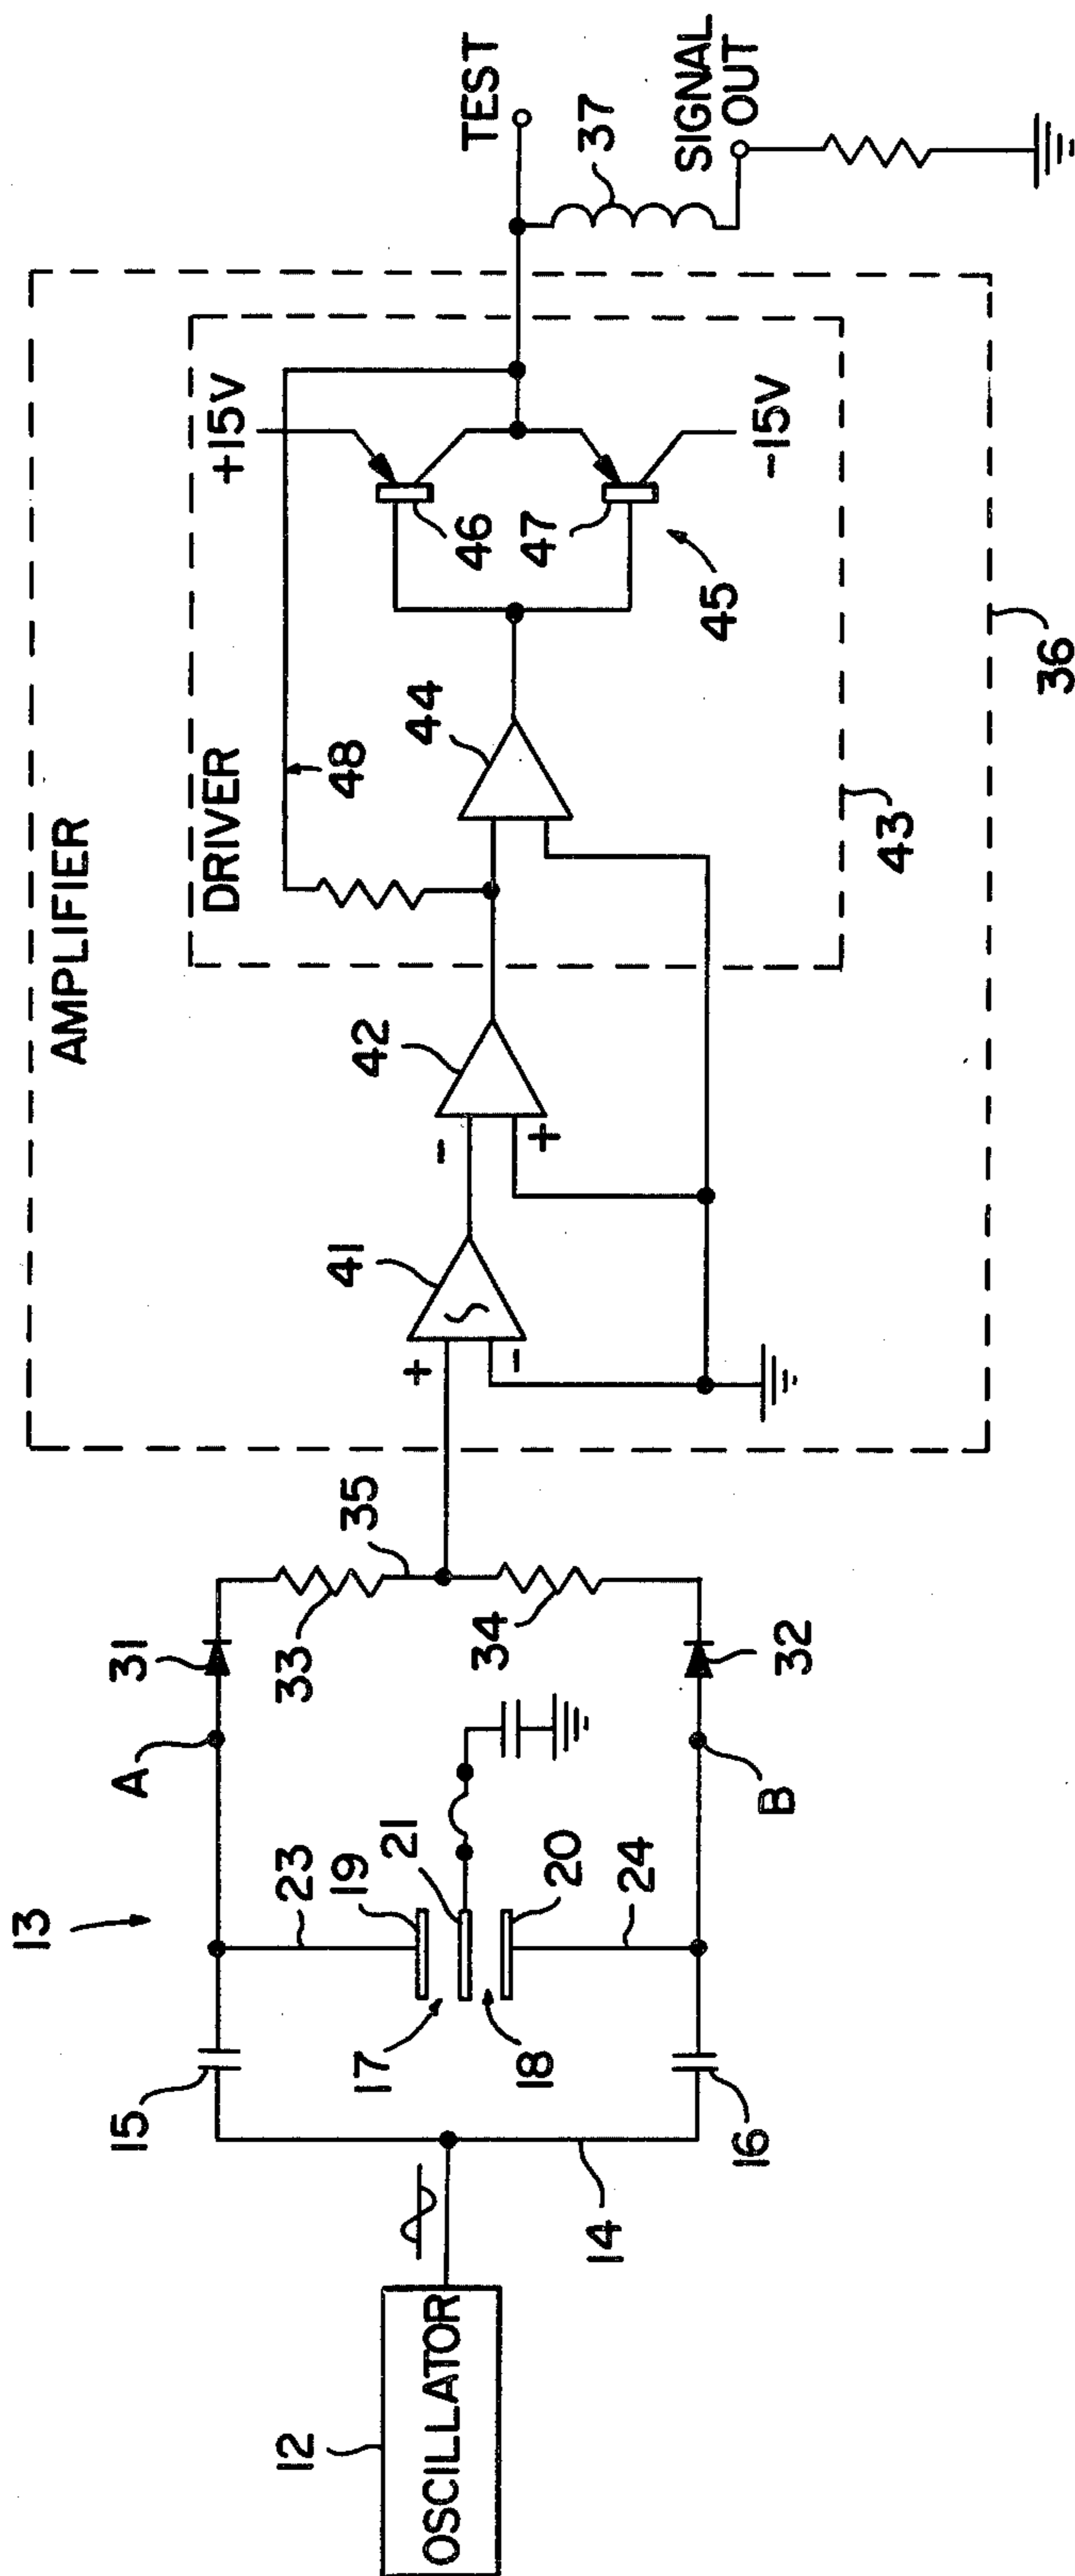 AMPLIFIER
DRIVER
48
+15V
46
47
-15V
45
44
43
36
42
- +
41
+ -
TEST
37
SIGNAL
OUT
13
A
31
33
35
34
32
B
23
19
21
20
24
17
18
15
16
14
12
OSCILLATOR